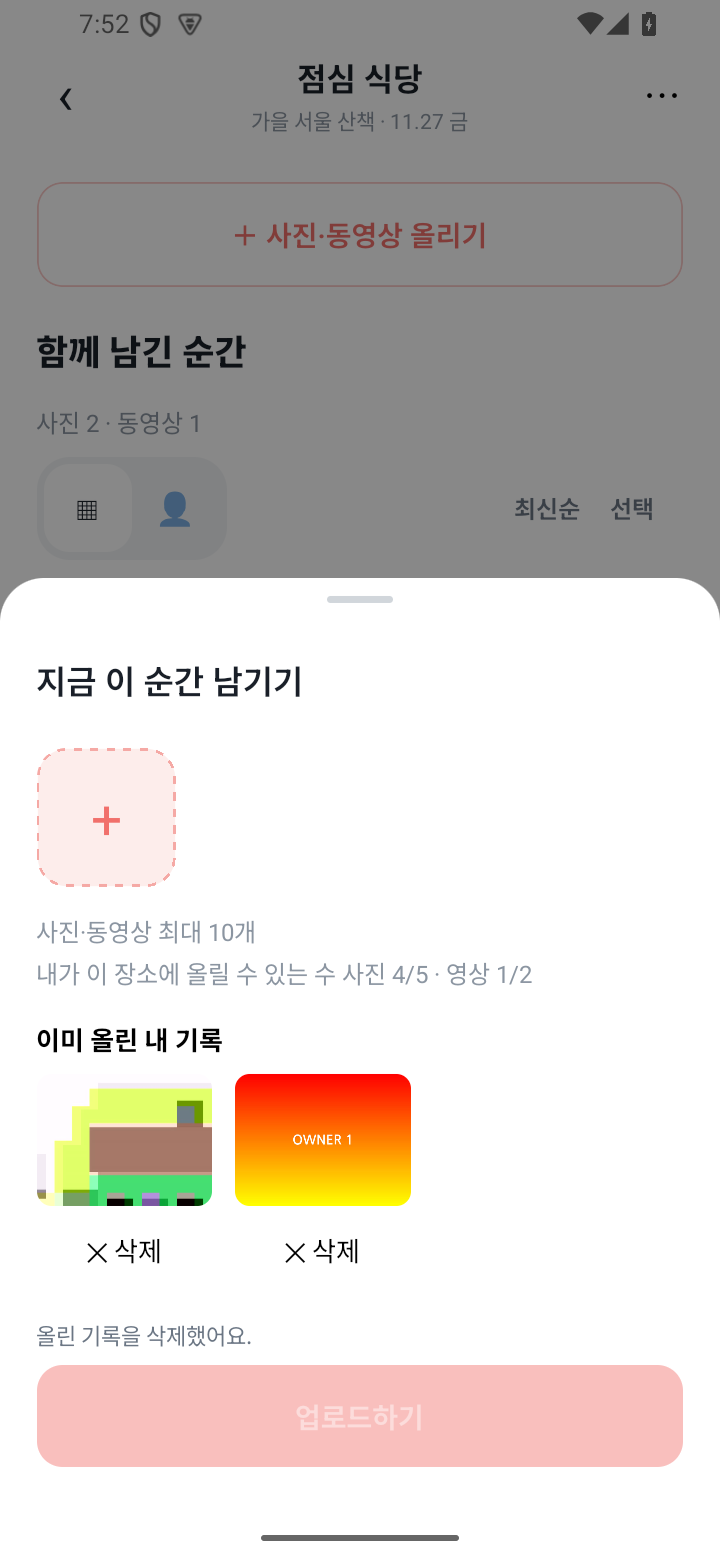 7:52
점심 식당
가을 서울 산책 · 11.27 금
+ 사진·동영상 올리기
함께 남긴 순간
사진 2 · 동영상 1
최신순 선택
지금 이 순간 남기기
+
사진·동영상 최대 10개
내가 이 장소에 올릴 수 있는 수 사진 4/5 · 영상 1/2
이미 올린 내 기록
OWNER 1
× 삭제 × 삭제
올린 기록을 삭제했어요.
업로드하기